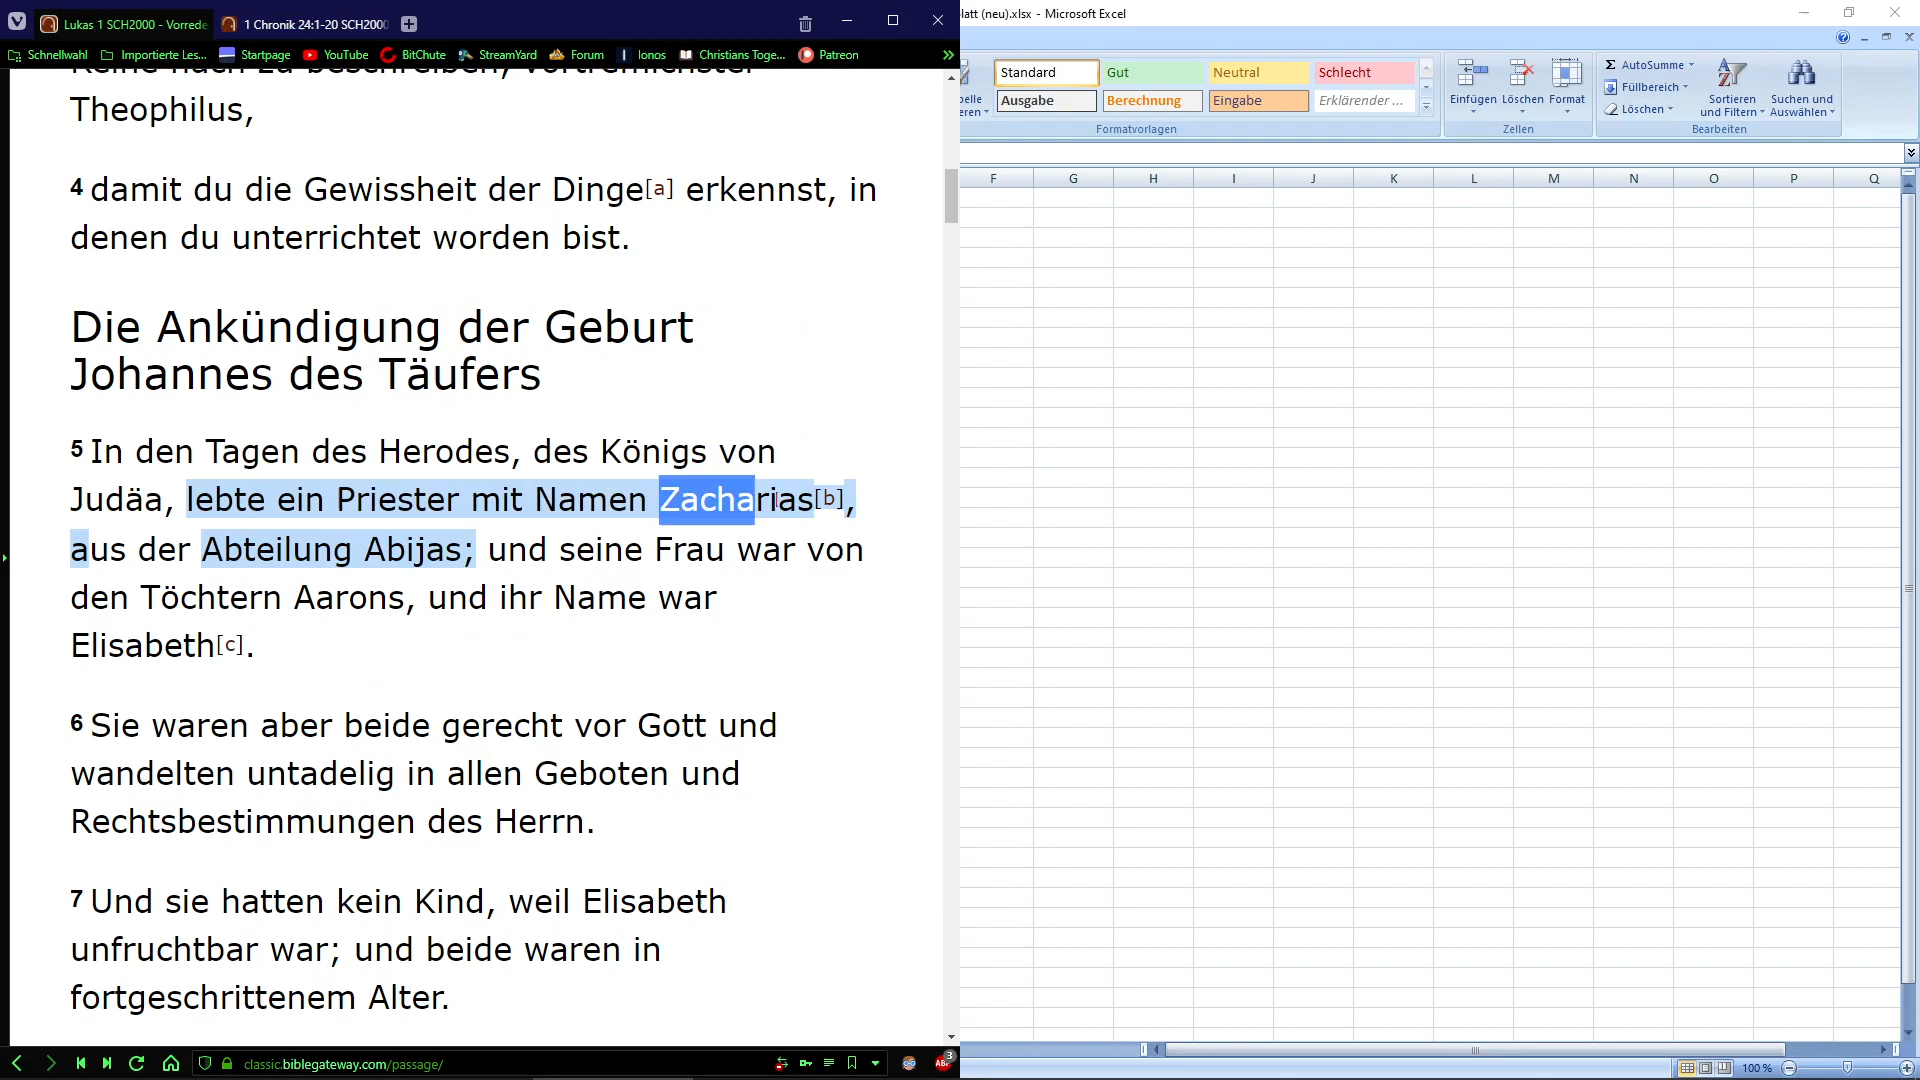 Lukas 1 SCH2000 - Vorrede
1 Chronik 24:1-20 SCH2000
latt (neu).xlsx - Microsoft Excel
Schnellwahl
Importierte Les...
Startpage
YouTube
BitChute
StreamYard
Forum
Ionos
Christians Toge...
Patreon
Theophilus,
4 damit du die Gewissheit der Dinge[a] erkennst, in
denen du unterrichtet worden bist.
Die Ankündigung der Geburt
Johannes des Täufers
5 In den Tagen des Herodes, des Königs von
Judäa, lebte ein Priester mit Namen Zacharias[b],
aus der Abteilung Abijas; und seine Frau war von
den Töchtern Aarons, und ihr Name war
Elisabeth[c].
6 Sie waren aber beide gerecht vor Gott und
wandelten untadelig in allen Geboten und
Rechtsbestimmungen des Herrn.
7 Und sie hatten kein Kind, weil Elisabeth
unfruchtbar war; und beide waren in
fortgeschrittenem Alter.
classic.biblegateway.com/passage/
ABP
3
Standard
Gut
Neutral
Schlecht
Ausgabe
Berechnung
Eingabe
Erklärender ...
Formatvorlagen
Einfügen
Löschen
Format
Zellen
Σ AutoSumme
Füllbereich
Löschen
Sortieren
und Filtern
Suchen und
Auswählen
Bearbeiten
F G H I J K L M N O P Q
100 %